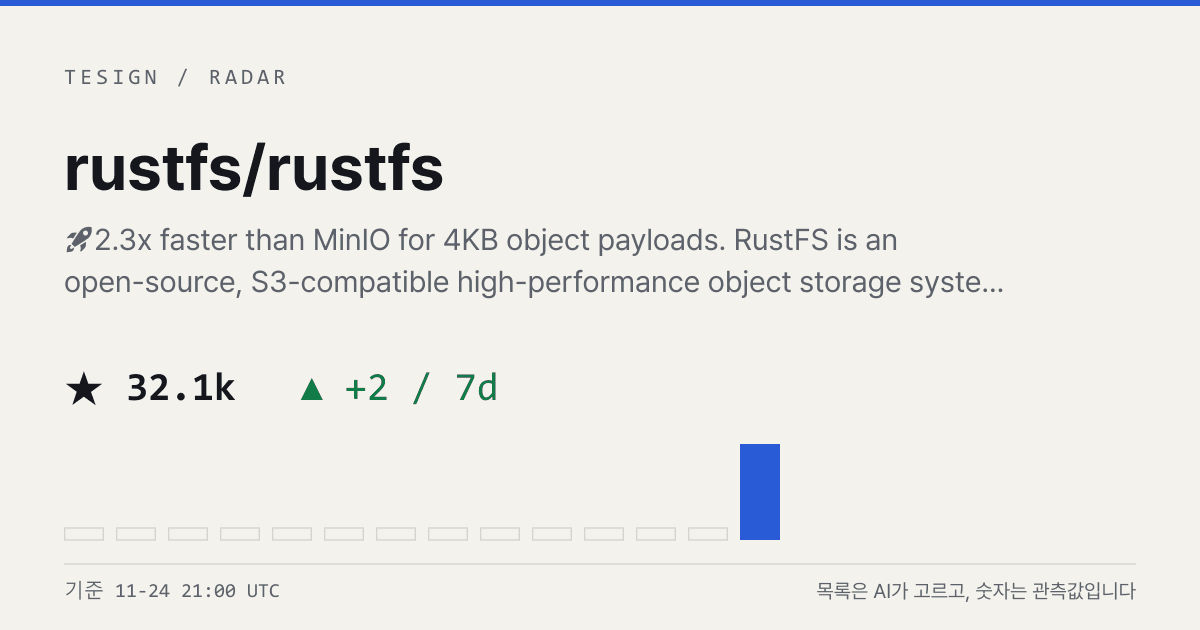 TESIGN / RADAR
rustfs/rustfs
🚀2.3x faster than MinIO for 4KB object payloads. RustFS is an
open-source, S3-compatible high-performance object storage syste...
★ 32.1k ▲ +2 / 7d
기준 11-24 21:00 UTC
목록은 AI가 고르고, 숫자는 관측값입니다